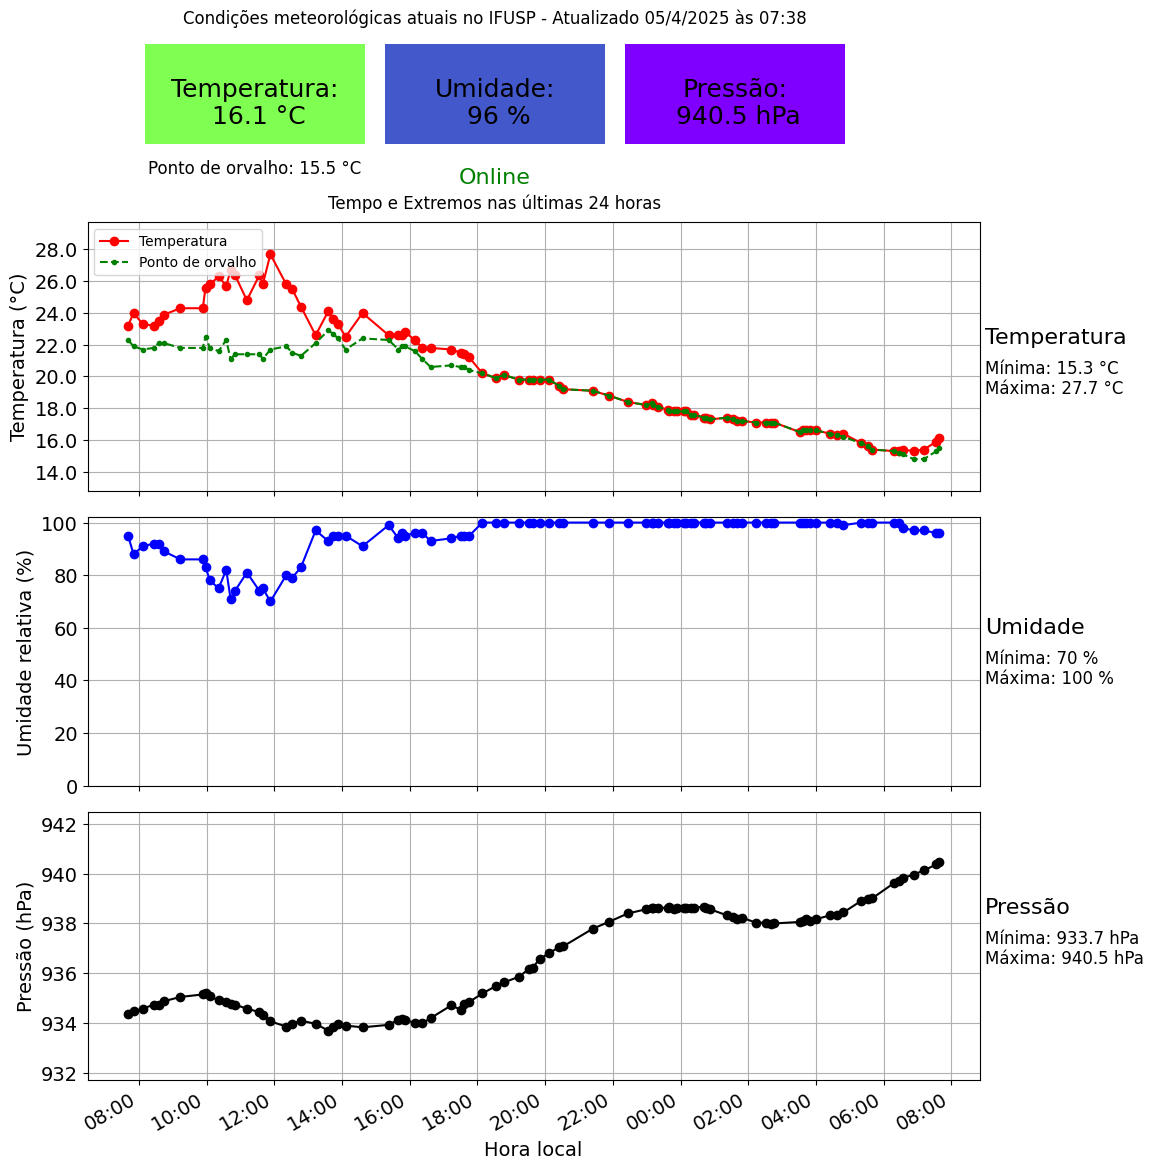 Condições meteorológicas atuais no IFUSP - Atualizado 05/4/2025 às 07:38
Temperatura:
16.1 °C
Umidade:
96 %
Pressão:
940.5 hPa
Ponto de orvalho: 15.5 °C
Online
Tempo e Extremos nas últimas 24 horas
Temperatura
Ponto de orvalho
Temperatura (°C)
28.0
26.0
24.0
22.0
20.0
18.0
16.0
14.0
Temperatura
Mínima: 15.3 °C
Máxima: 27.7 °C
Umidade relativa (%)
100
80
60
40
20
0
Umidade
Mínima: 70 %
Máxima: 100 %
Pressão (hPa)
942
940
938
936
934
932
Pressão
Mínima: 933.7 hPa
Máxima: 940.5 hPa
08:00 10:00 12:00 14:00 16:00 18:00 20:00 22:00 00:00 02:00 04:00 06:00 08:00
Hora local